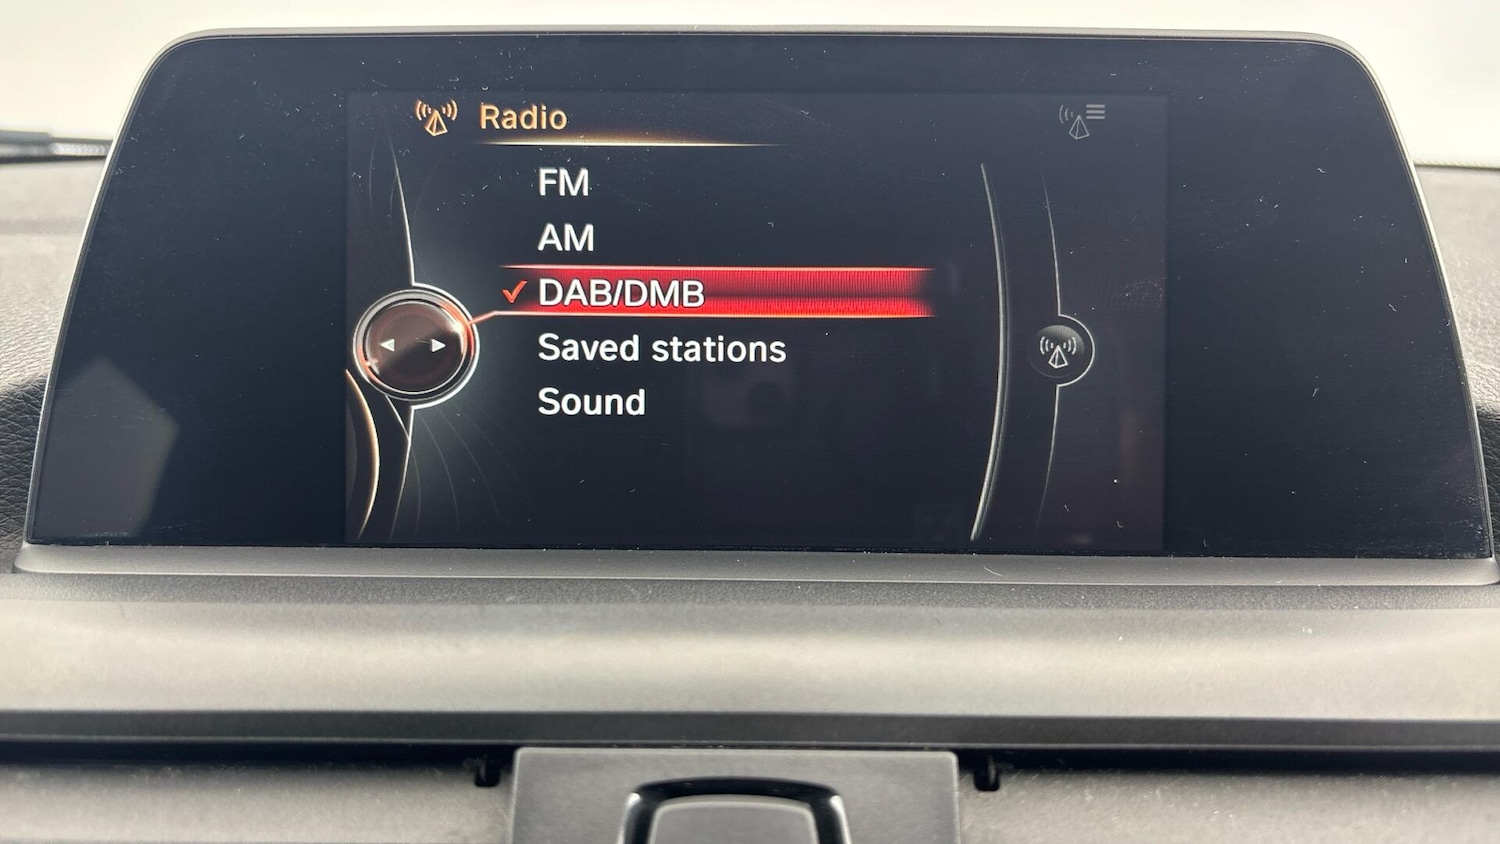 Radio
FM
AM
DAB/DMB
Saved stations
Sound